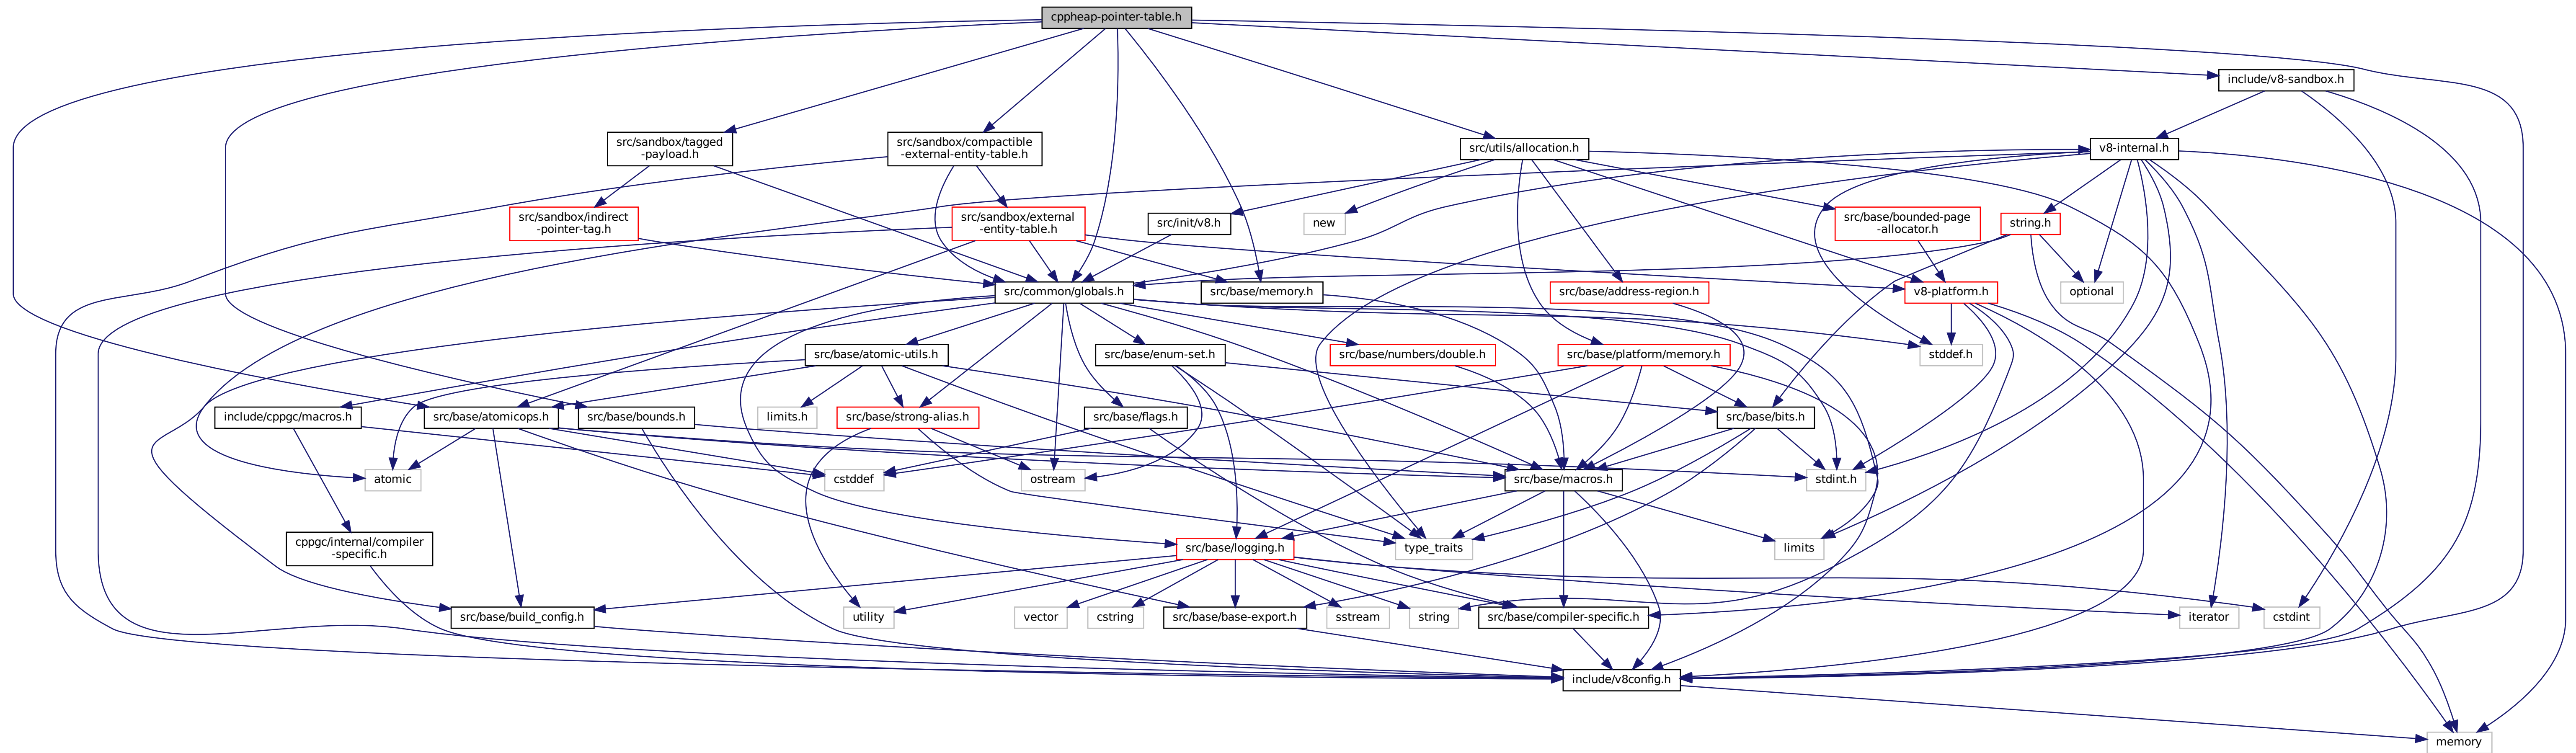 cppheap-pointer-table.h
include/v8-sandbox.h
src/sandbox/tagged
-payload.h
src/sandbox/compactible
-external-entity-table.h
src/utils/allocation.h
v8-internal.h
src/sandbox/indirect
-pointer-tag.h
src/sandbox/external
-entity-table.h
src/init/v8.h
new
src/base/bounded-page
-allocator.h
string.h
src/common/globals.h
src/base/memory.h
src/base/address-region.h
v8-platform.h
optional
src/base/atomic-utils.h
src/base/enum-set.h
src/base/numbers/double.h
src/base/platform/memory.h
stddef.h
include/cppgc/macros.h
src/base/atomicops.h
src/base/bounds.h
limits.h
src/base/strong-alias.h
src/base/flags.h
src/base/bits.h
atomic
cstddef
ostream
src/base/macros.h
stdint.h
cppgc/internal/compiler
-specific.h
src/base/logging.h
type_traits
limits
src/base/build_config.h
utility
vector
cstring
src/base/base-export.h
sstream
string
src/base/compiler-specific.h
iterator
cstdint
include/v8config.h
memory